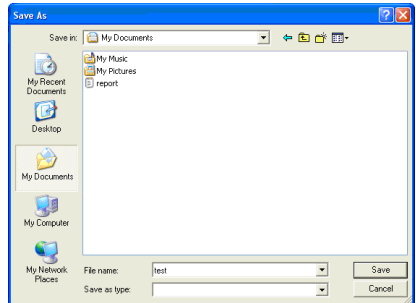 Save As
Save in: My Documents
My Recent
Documents
Desktop
My Documents
My Computer
My Network
Places
My Music
My Pictures
report
File name: test Save
Save as type: Cancel